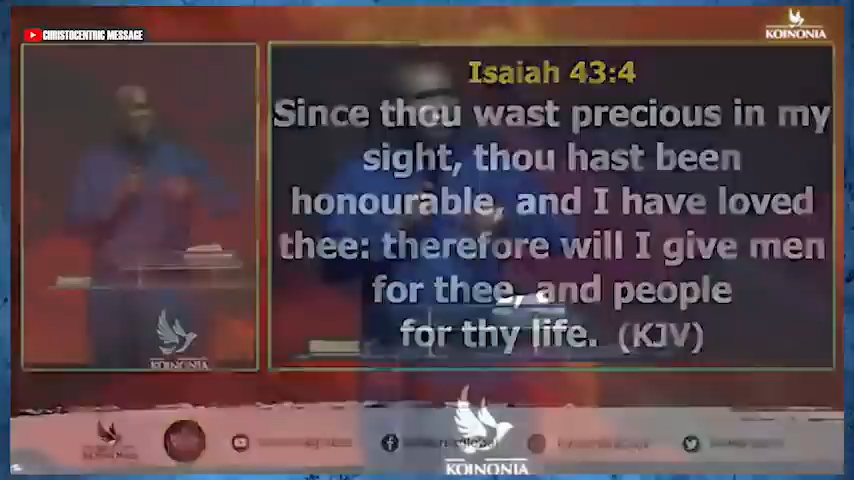 CHRISTOCENTRIC MESSAGE
KOINONIA
Isaiah 43:4
Since thou wast precious in my
sight, thou hast been
honourable, and I have loved
thee: therefore will I give men
for thee, and people
for thy life. (KJV)
KOINONIA
KOINONIA